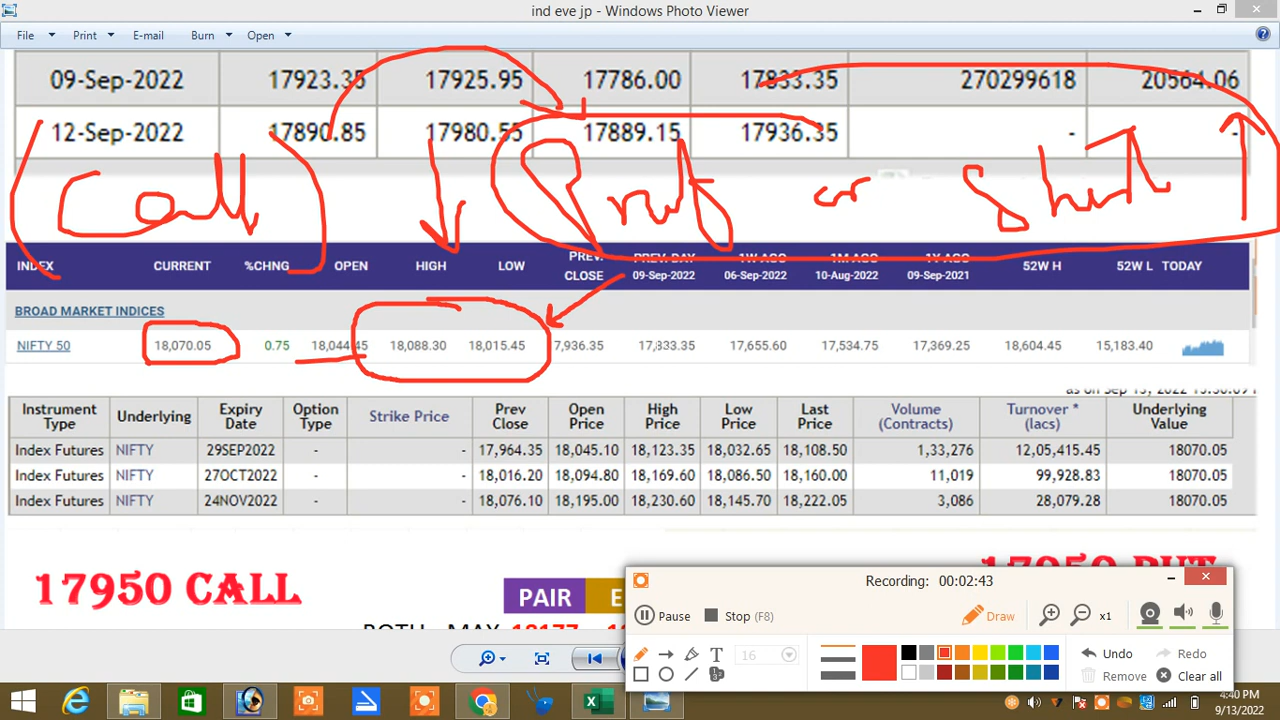 ind eve jp - Windows Photo Viewer
File Print E-mail Burn Open
09-Sep-2022 17923.35 17925.95 17786.00 17833.35 270299618 20564.06
12-Sep-2022 17890.85 17980.55 17889.15 17936.35 - -
Call or
INDEX CURRENT %CHNG OPEN HIGH LOW PREV. CLOSE PREV. DAY 09-Sep-2022 1W AGO 06-Sep-2022 1M AGO 10-Aug-2022 1Y AGO 09-Sep-2021 52W H 52W L TODAY
BROAD MARKET INDICES
NIFTY 50 18,070.05 0.75 18,044.45 18,088.30 18,015.45 7,936.35 17,833.35 17,655.60 17,534.75 17,369.25 18,604.45 15,183.40
Instrument Type Underlying Expiry Date Option Type Strike Price Prev Close Open Price High Price Low Price Last Price Volume (Contracts) Turnover * (lacs) Underlying Value
Index Futures NIFTY 29SEP2022 - - 17,964.35 18,045.10 18,123.35 18,032.65 18,108.50 1,33,276 12,05,415.45 18070.05
Index Futures NIFTY 27OCT2022 - - 18,016.20 18,094.80 18,169.60 18,086.50 18,160.00 11,019 99,928.83 18070.05
Index Futures NIFTY 24NOV2022 - - 18,076.10 18,195.00 18,230.60 18,145.70 18,222.05 3,086 28,079.28 18070.05
17950 CALL
17950 PUT
PAIR E
BOTH MAY 18177
Recording: 00:02:43
Pause Stop (F8) Draw x1
T 16 Undo Redo
Remove Clear all
4:40 PM
9/13/2022